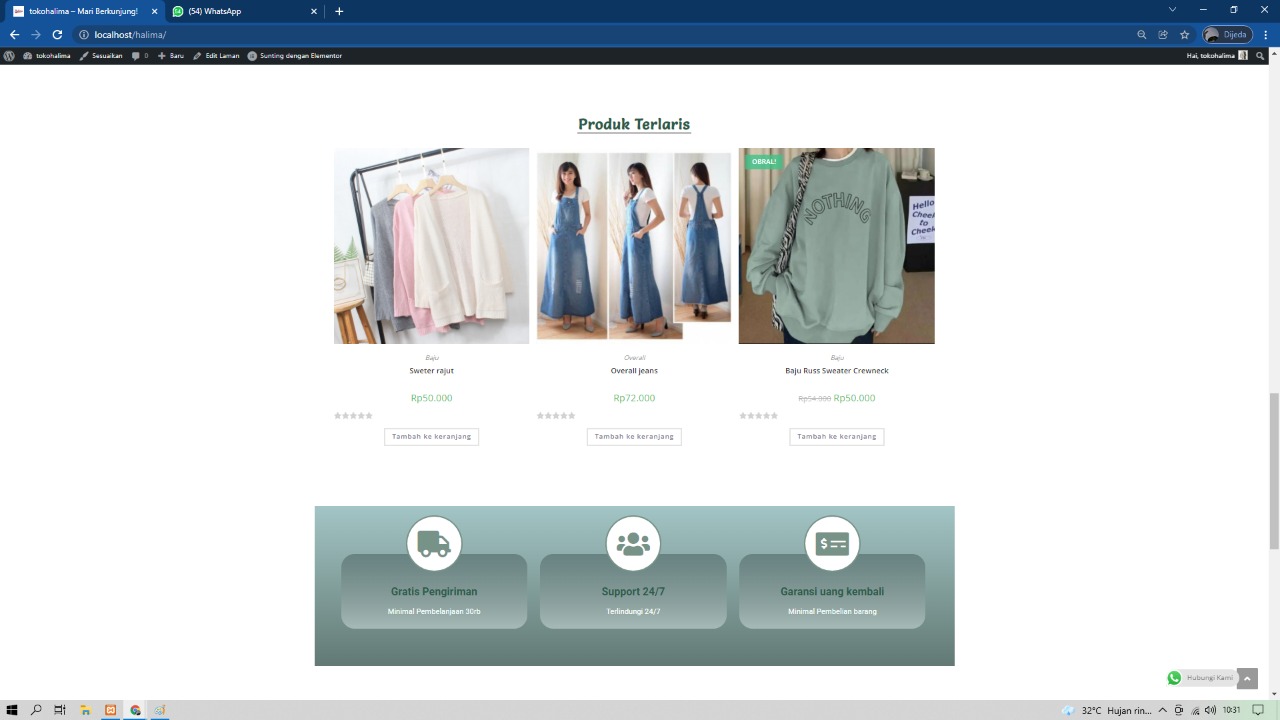 tokohalima – Mari Berkunjung!
(54) WhatsApp
localhost/halima/
Dijeda
tokohalima
Sesuaikan
0
Baru
Edit Laman
Sunting dengan Elementor
Hai, tokohalima
Produk Terlaris
OBRAL!
NOTHING
Hello
Cheek
to
Cheek
Baju
Overall
Baju
Sweter rajut
Overall jeans
Baju Russ Sweater Crewneck
Rp50.000
Rp72.000
Rp54.000 Rp50.000
Tambah ke keranjang
Tambah ke keranjang
Tambah ke keranjang
Gratis Pengiriman
Support 24/7
Garansi uang kembali
Minimal Pembelanjaan 30rb
Terlindungi 24/7
Minimal Pembelian barang
Hubungi Kami
32°C Hujan rin...
10:31